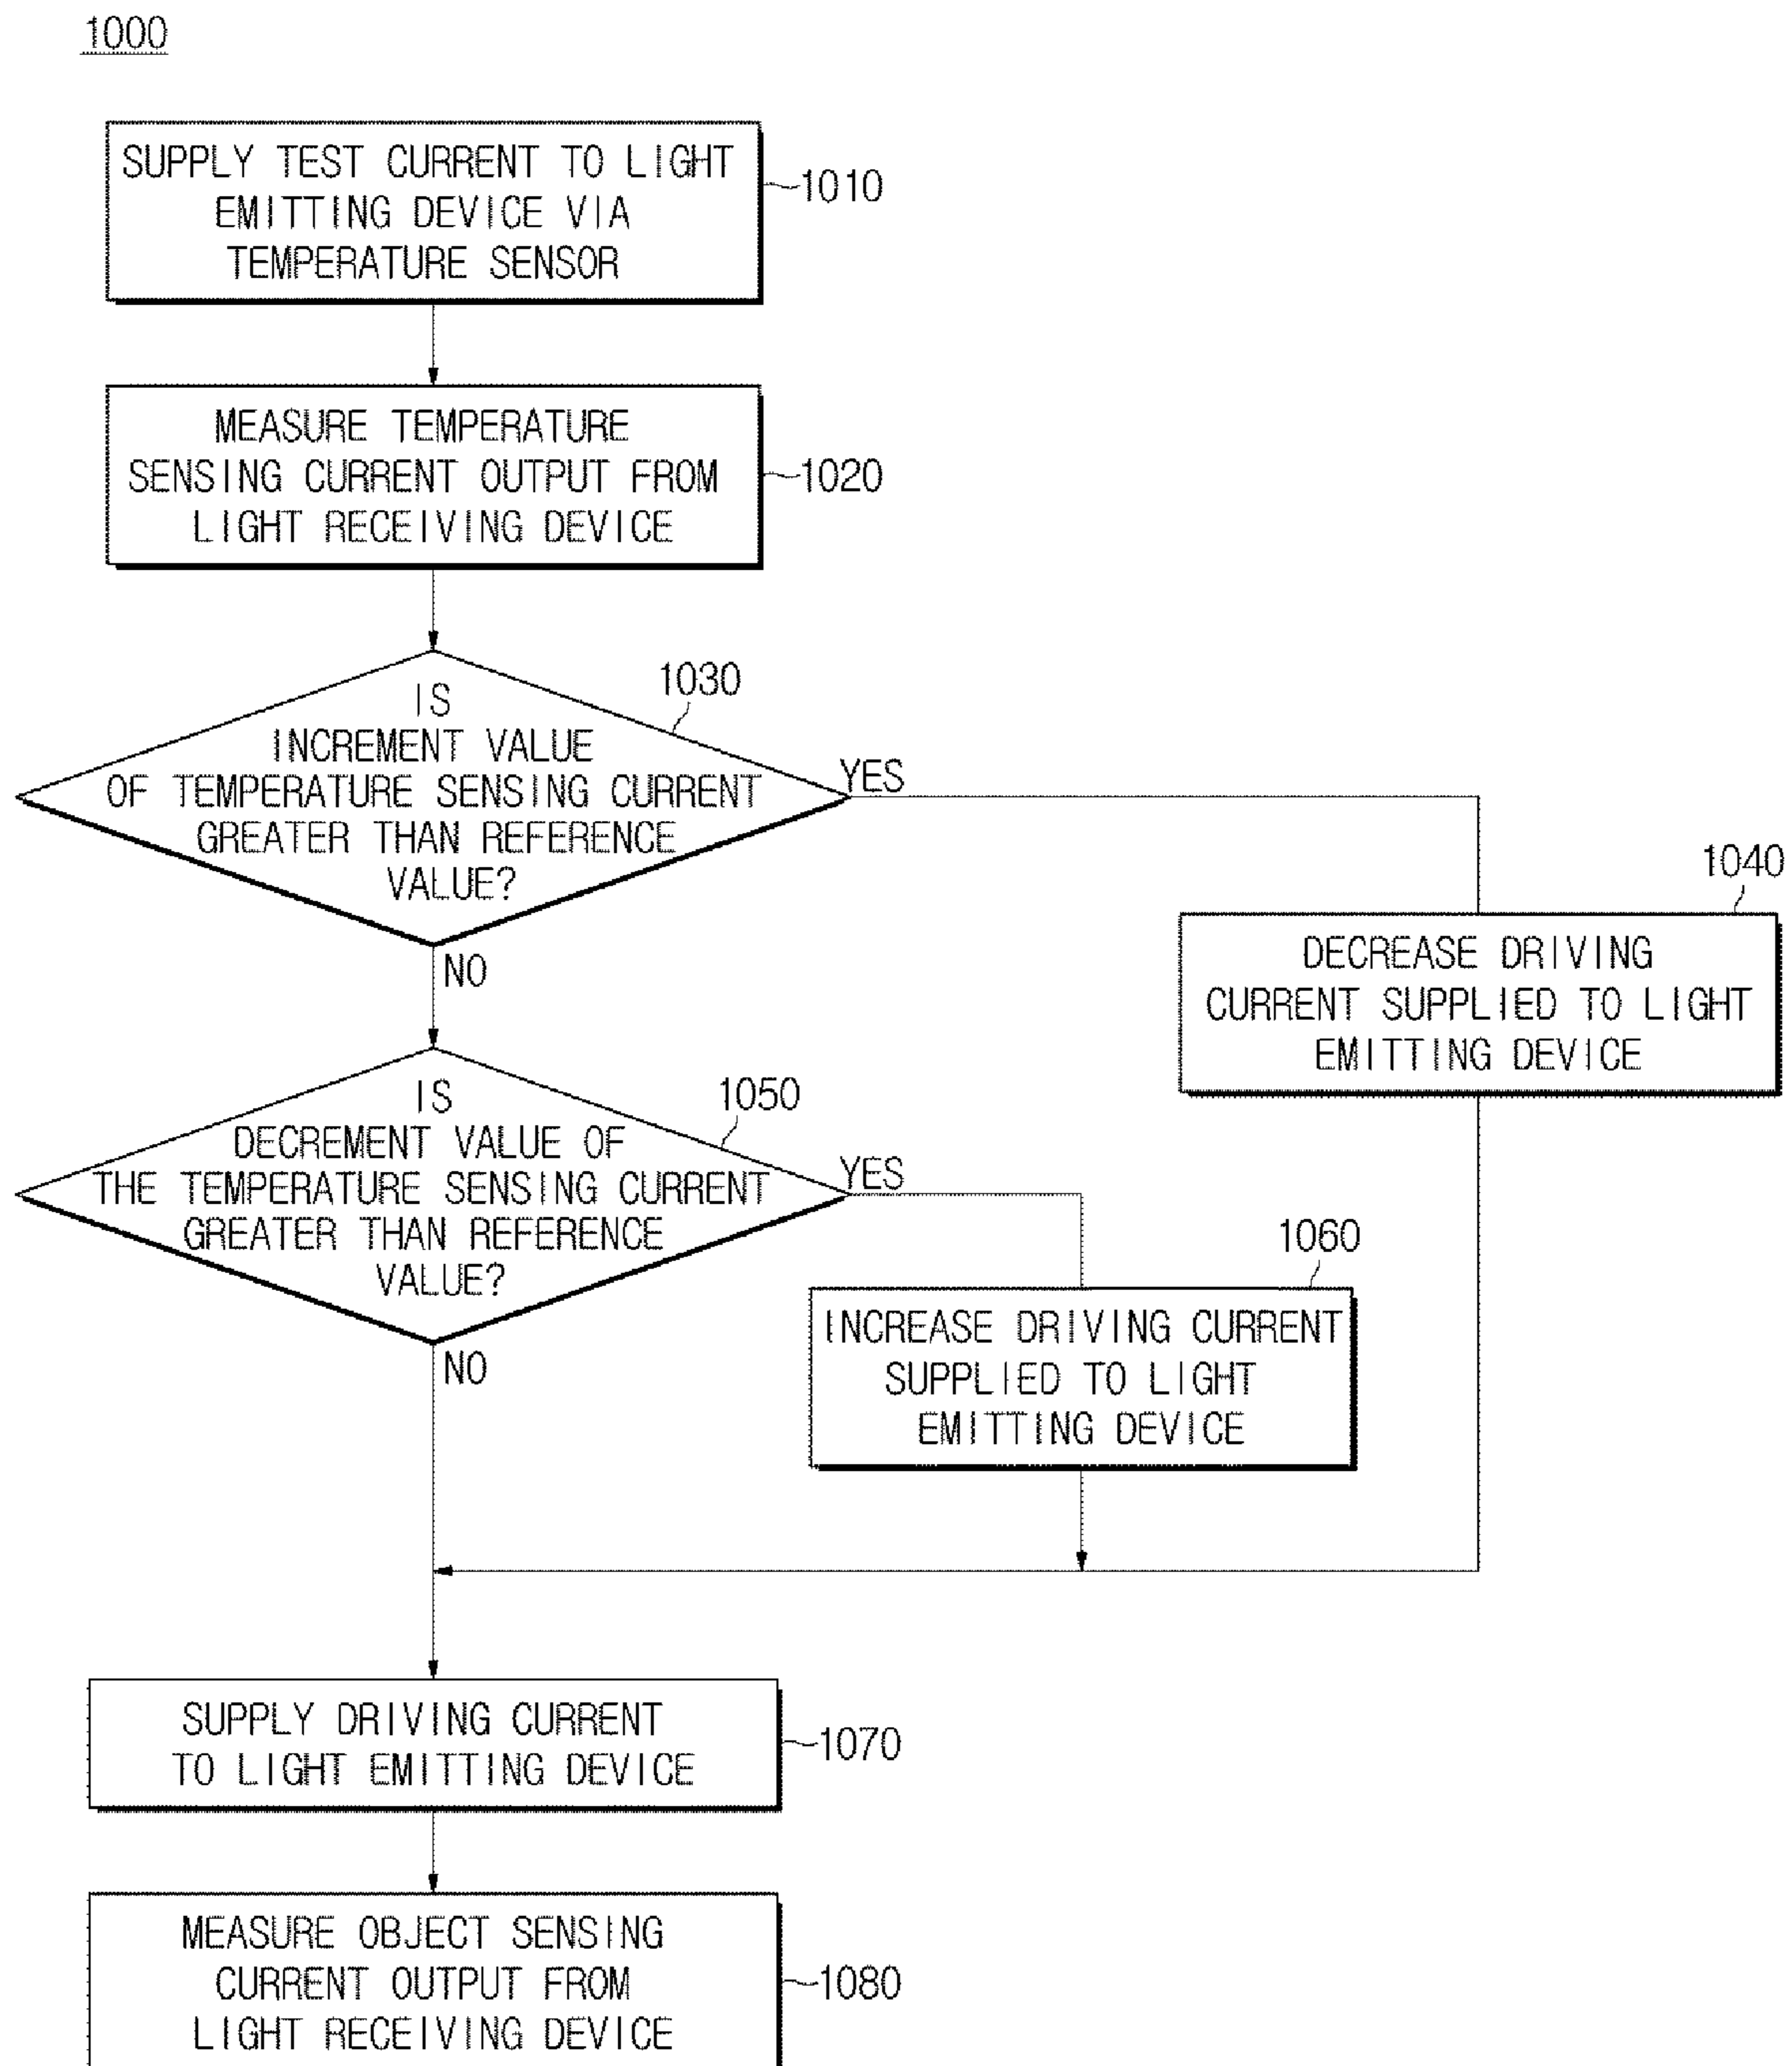 1000
SUPPLY TEST CURRENT TO LIGHT
EMITTING DEVICE VIA
TEMPERATURE SENSOR
1010
MEASURE TEMPERATURE
SENSING CURRENT OUTPUT FROM
LIGHT RECEIVING DEVICE
1020
1030
IS
INCREMENT VALUE
OF TEMPERATURE SENSING CURRENT
GREATER THAN REFERENCE
VALUE?
YES
NO
1040
DECREASE DRIVING
CURRENT SUPPLIED TO LIGHT
EMITTING DEVICE
1050
IS
DECREMENT VALUE OF
THE TEMPERATURE SENSING CURRENT
GREATER THAN REFERENCE
VALUE?
YES
NO
1060
INCREASE DRIVING CURRENT
SUPPLIED TO LIGHT
EMITTING DEVICE
SUPPLY DRIVING CURRENT
TO LIGHT EMITTING DEVICE
1070
MEASURE OBJECT SENSING
CURRENT OUTPUT FROM
LIGHT RECEIVING DEVICE
1080